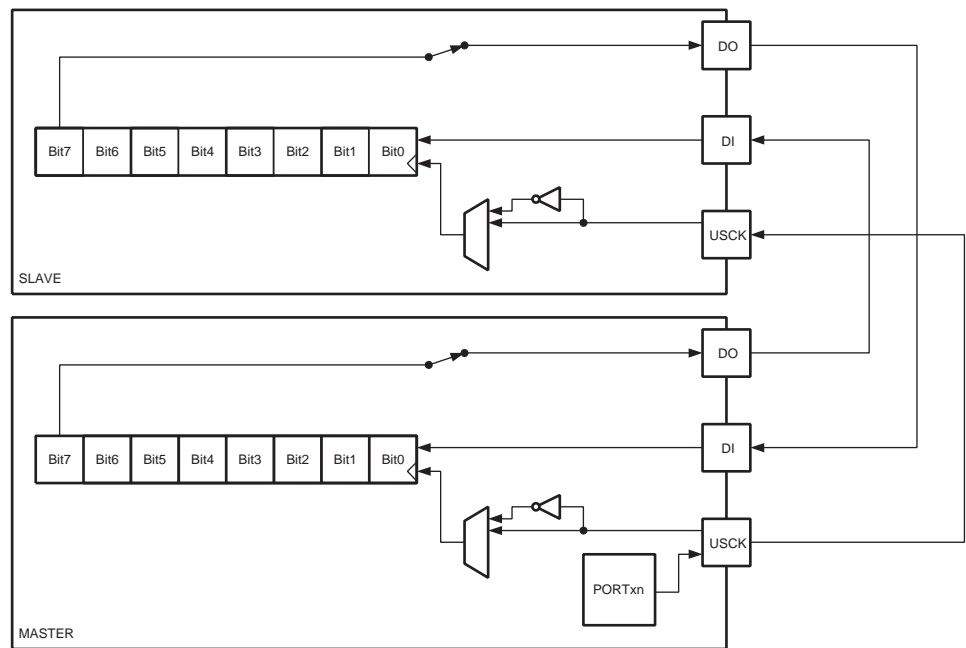 DO
Bit7 Bit6 Bit5 Bit4 Bit3 Bit2 Bit1 Bit0
DI
USCK
SLAVE
DO
Bit7 Bit6 Bit5 Bit4 Bit3 Bit2 Bit1 Bit0
DI
USCK
PORTxn
MASTER